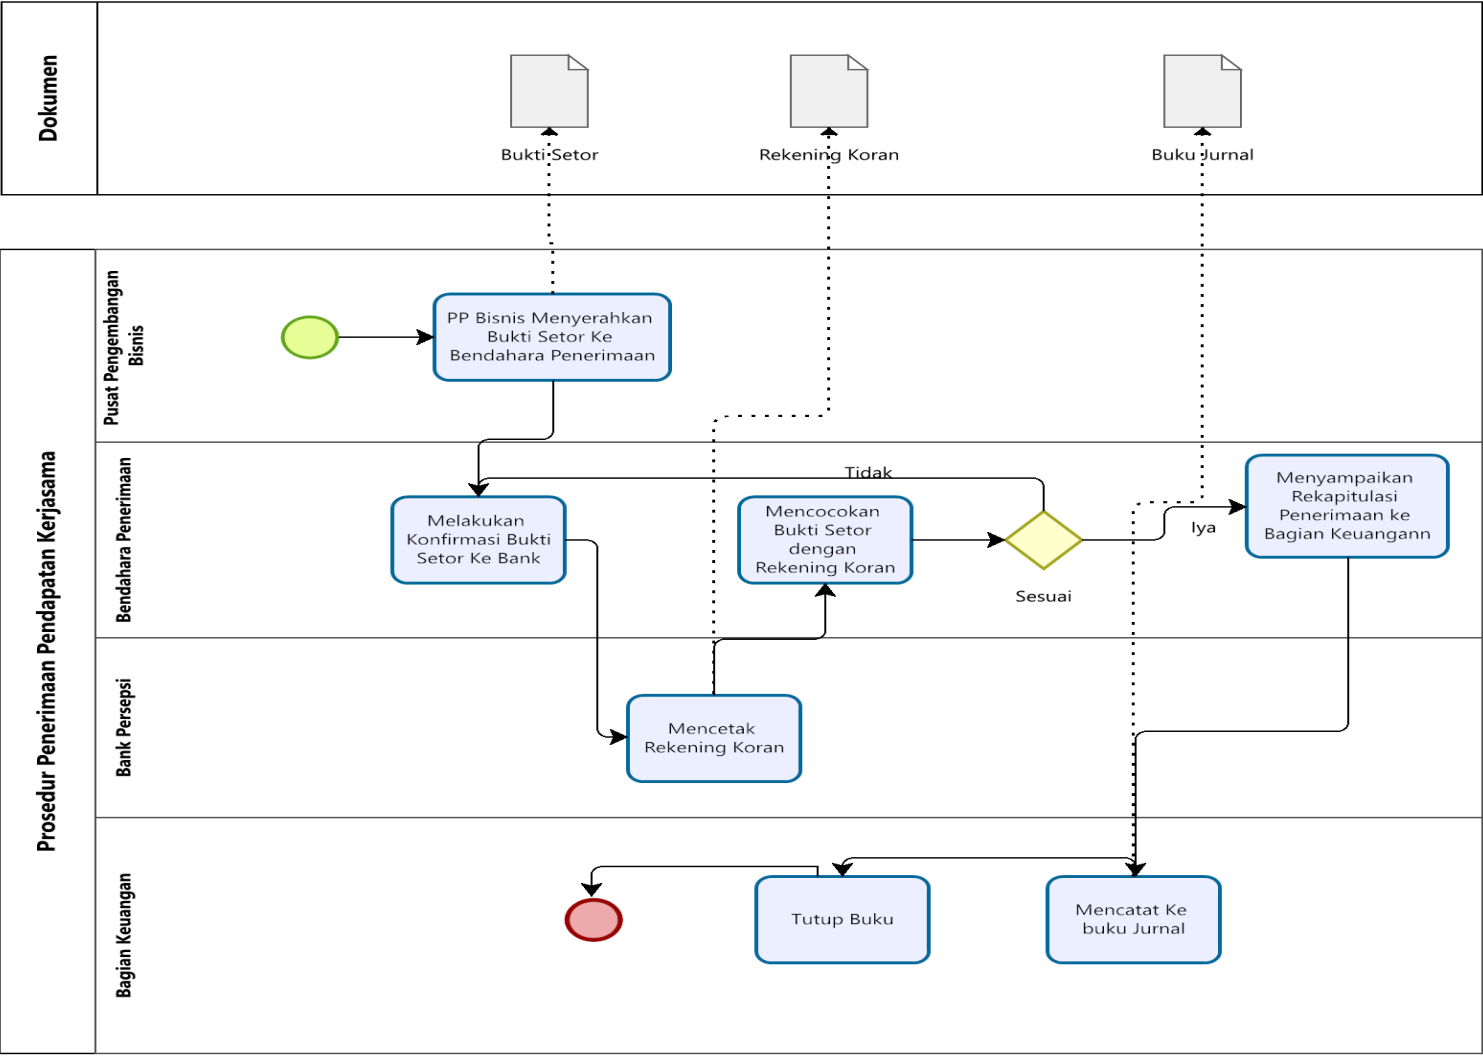 Dokumen
Bukti Setor
Rekening Koran
Buku Jurnal
Prosedur Penerimaan Pendapatan Kerjasama
Pusat Pengembangan
Bisnis
PP Bisnis Menyerahkan
Bukti Setor Ke
Bendahara Penerimaan
Bendahara Penerimaan
Melakukan
Konfirmasi Bukti
Setor Ke Bank
Tidak
Mencocokan
Bukti Setor
dengan
Rekening Koran
Sesuai
Iya
Menyampaikan
Rekapitulasi
Penerimaan ke
Bagian Keuangann
Bank Persepsi
Mencetak
Rekening Koran
Bagian Keuangan
Tutup Buku
Mencatat Ke
buku Jurnal